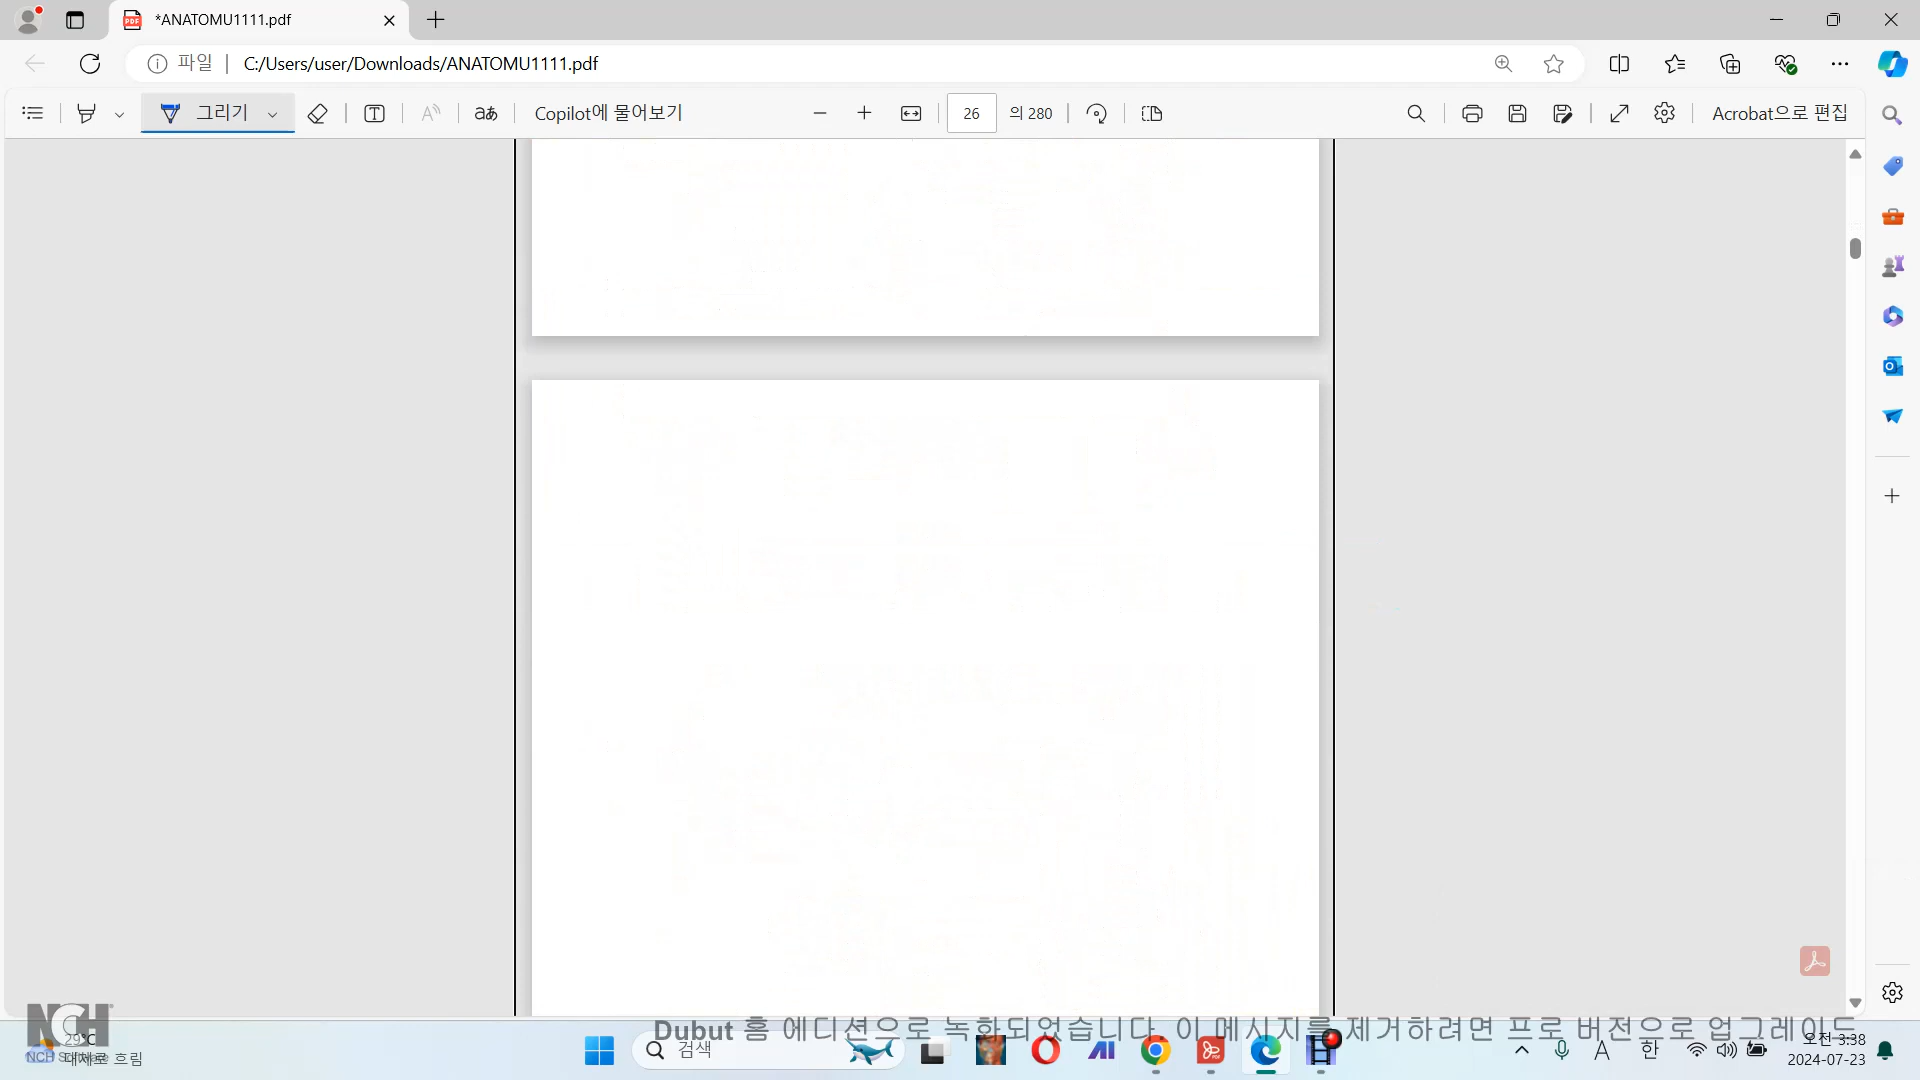 *ANATOMU1111.pdf
파일
C:/Users/user/Downloads/ANATOMU1111.pdf
그리기
Copilot에 물어보기
26
의 280
Acrobat으로 편집
NCH
29°C
대체로 흐림
Dubut 홈 에디션으로 녹화되었습니다. 이 메시지를 제거하려면 프로 버전으로 업그레이드
검색
한
오전 3:38
2024-07-23